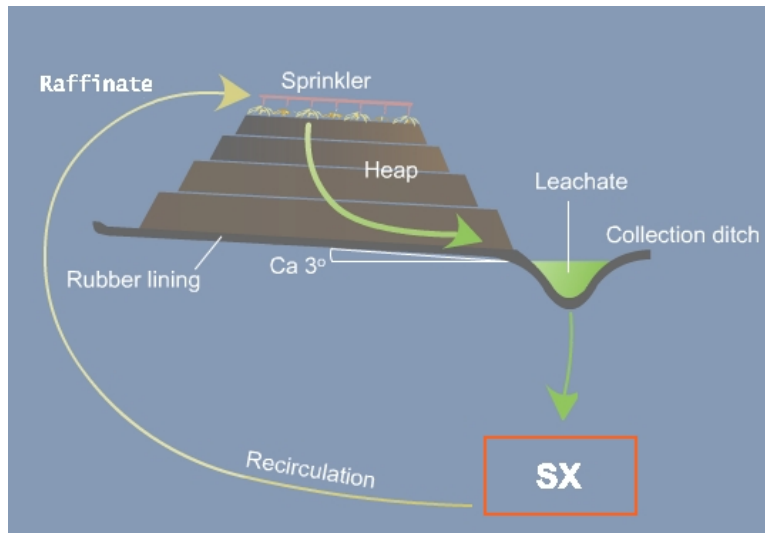 Raffinate
Sprinkler
Heap
Leachate
Collection ditch
Ca 3°
Rubber lining
Recirculation
SX